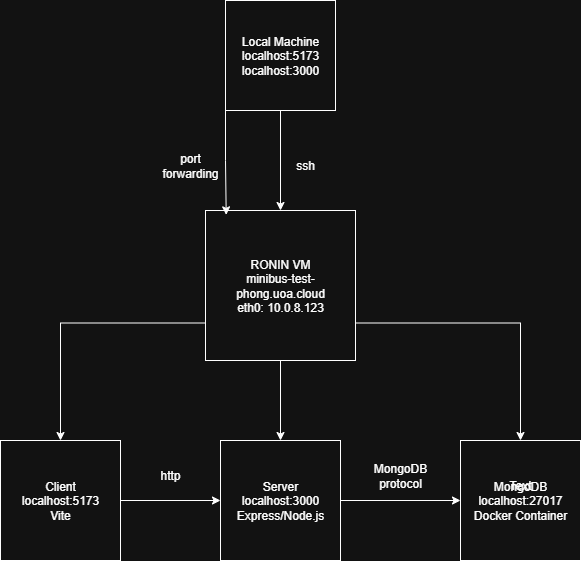 Local Machine
localhost:5173
localhost:3000
port
forwarding
ssh
RONIN VM
minibus-test-
phong.uoa.cloud
eth0: 10.0.8.123
Client
localhost:5173
Vite
http
Server
localhost:3000
Express/Node.js
MongoDB
protocol
MongoDB
Text
localhost:27017
Docker Container